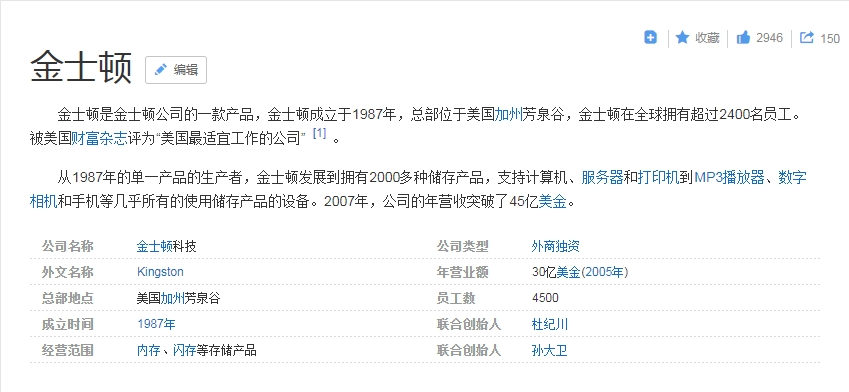 收藏 2946 150
金士顿 编辑
金士顿是金士顿公司的一款产品，金士顿成立于1987年，总部位于美国加州芳泉谷，金士顿在全球拥有超过2400名员工。
被美国财富杂志评为“美国最适宜工作的公司” [1] 。
从1987年的单一产品的生产者，金士顿发展到拥有2000多种储存产品，支持计算机、服务器和打印机到MP3播放器、数字
相机和手机等几乎所有的使用储存产品的设备。2007年，公司的年营收突破了45亿美金。
公司名称 金士顿科技 公司类型 外商独资
外文名称 Kingston 年营业额 30亿美金(2005年)
总部地点 美国加州芳泉谷 员工数 4500
成立时间 1987年 联合创始人 杜纪川
经营范围 内存、闪存等存储产品 联合创始人 孙大卫